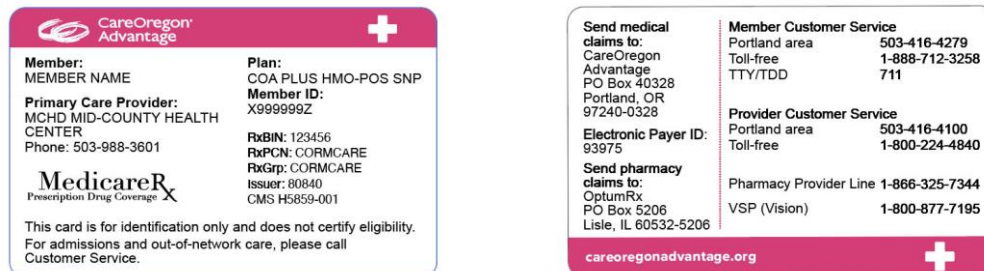 CareOregon®
Advantage
Member:
MEMBER NAME
Primary Care Provider:
MCHD MID-COUNTY HEALTH
CENTER
Phone: 503-988-3601
MedicareRx
Prescription Drug Coverage X
Plan:
COA PLUS HMO-POS SNP
Member ID:
X999999Z
RxBIN: 123456
RxPCN: CORMCARE
RxGrp: CORMCARE
Issuer: 80840
CMS H5859-001
This card is for identification only and does not certify eligibility.
For admissions and out-of-network care, please call
Customer Service.
Send medical
claims to:
CareOregon
Advantage
PO Box 40328
Portland, OR
97240-0328
Electronic Payer ID:
93975
Send pharmacy
claims to:
OptumRx
PO Box 5206
Lisle, IL 60532-5206
Member Customer Service
Portland area 503-416-4279
Toll-free 1-888-712-3258
TTY/TDD 711
Provider Customer Service
Portland area 503-416-4100
Toll-free 1-800-224-4840
Pharmacy Provider Line 1-866-325-7344
VSP (Vision) 1-800-877-7195
careoregonadvantage.org